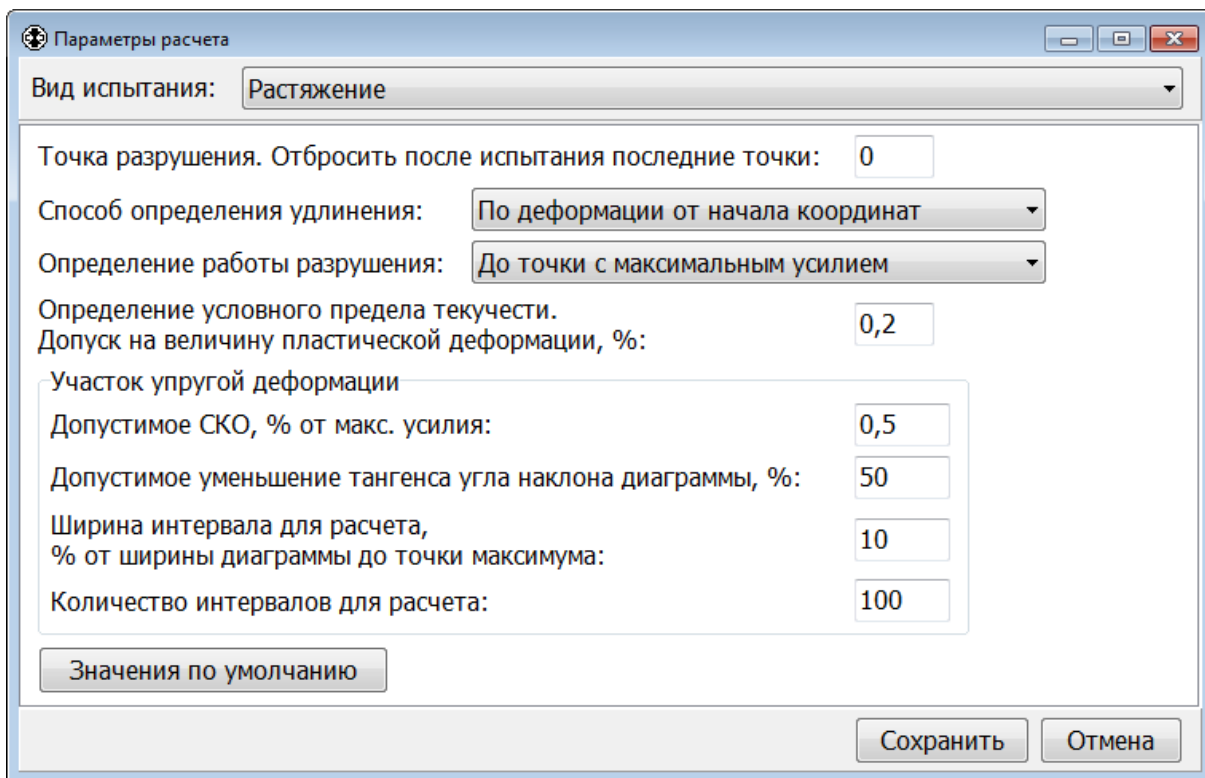 Параметры расчета
Вид испытания: Растяжение
Точка разрушения. Отбросить после испытания последние точки: 0
Способ определения удлинения: По деформации от начала координат
Определение работы разрушения: До точки с максимальным усилием
Определение условного предела текучести.
Допуск на величину пластической деформации, %: 0,2
Участок упругой деформации
Допустимое СКО, % от макс. усилия: 0,5
Допустимое уменьшение тангенса угла наклона диаграммы, %: 50
Ширина интервала для расчета,
% от ширины диаграммы до точки максимума: 10
Количество интервалов для расчета: 100
Значения по умолчанию
Сохранить Отмена